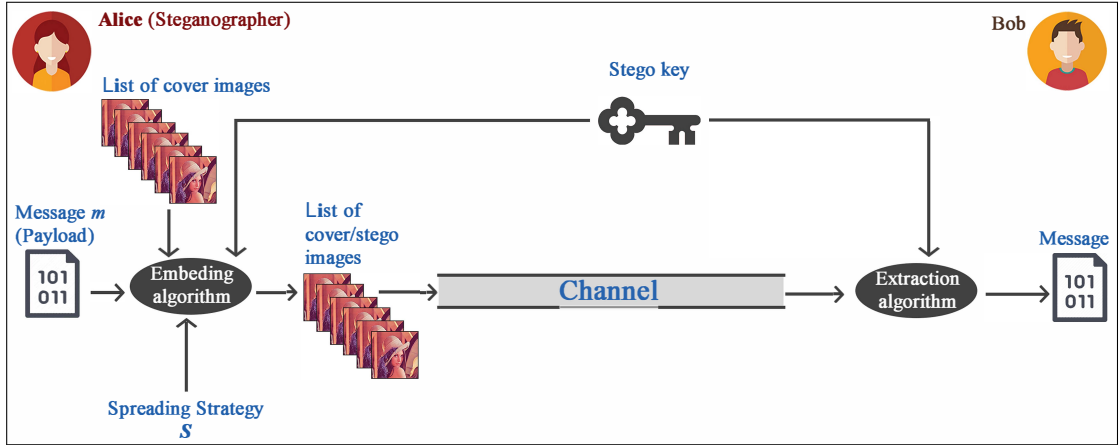 Alice (Steganographer)
Bob
List of cover images
Stego key
Message m
(Payload)
List of
cover/stego
images
Message
101
011
Embeding
algorithm
Channel
Extraction
algorithm
101
011
Spreading Strategy
S